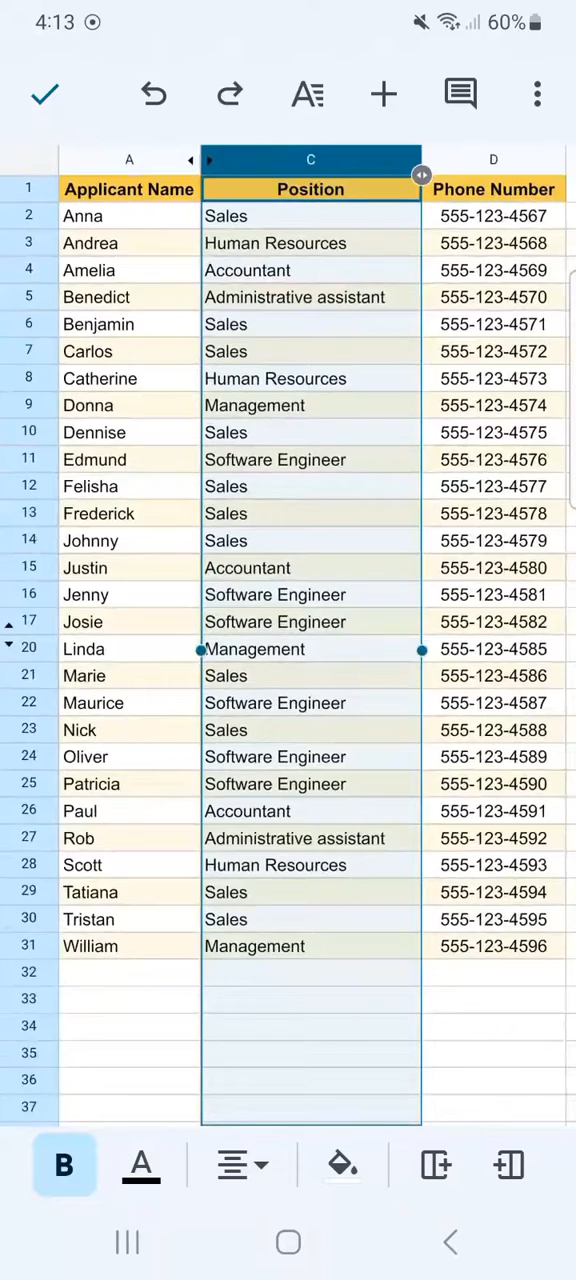 4:13 60%
A C D
1 Applicant Name Position Phone Number
2 Anna Sales 555-123-4567
3 Andrea Human Resources 555-123-4568
4 Amelia Accountant 555-123-4569
5 Benedict Administrative assistant 555-123-4570
6 Benjamin Sales 555-123-4571
7 Carlos Sales 555-123-4572
8 Catherine Human Resources 555-123-4573
9 Donna Management 555-123-4574
10 Dennise Sales 555-123-4575
11 Edmund Software Engineer 555-123-4576
12 Felisha Sales 555-123-4577
13 Frederick Sales 555-123-4578
14 Johnny Sales 555-123-4579
15 Justin Accountant 555-123-4580
16 Jenny Software Engineer 555-123-4581
17 Josie Software Engineer 555-123-4582
20 Linda Management 555-123-4585
21 Marie Sales 555-123-4586
22 Maurice Software Engineer 555-123-4587
23 Nick Sales 555-123-4588
24 Oliver Software Engineer 555-123-4589
25 Patricia Software Engineer 555-123-4590
26 Paul Accountant 555-123-4591
27 Rob Administrative assistant 555-123-4592
28 Scott Human Resources 555-123-4593
29 Tatiana Sales 555-123-4594
30 Tristan Sales 555-123-4595
31 William Management 555-123-4596
32
33
34
35
36
37
B A